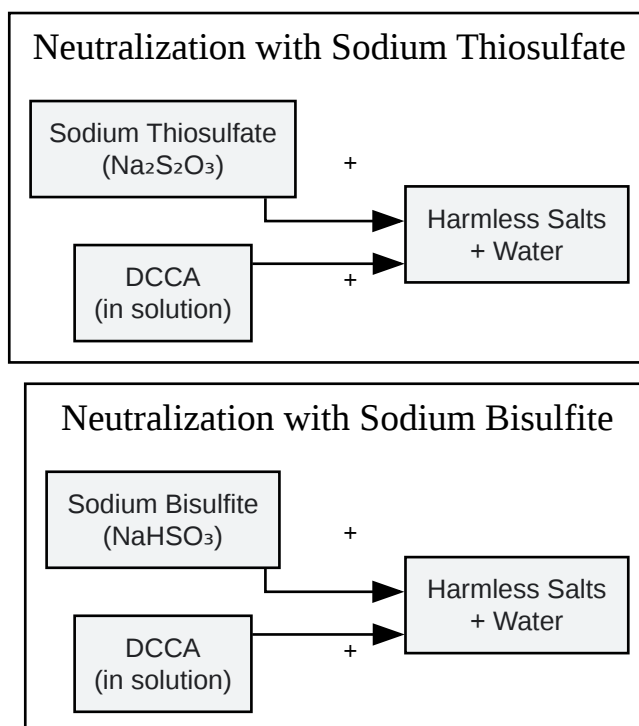 Neutralization with Sodium Thiosulfate
Sodium Thiosulfate
(Na₂S₂O₃)
+
Harmless Salts
+ Water
DCCA
(in solution)
+
Neutralization with Sodium Bisulfite
Sodium Bisulfite
(NaHSO₃)
+
Harmless Salts
+ Water
DCCA
(in solution)
+